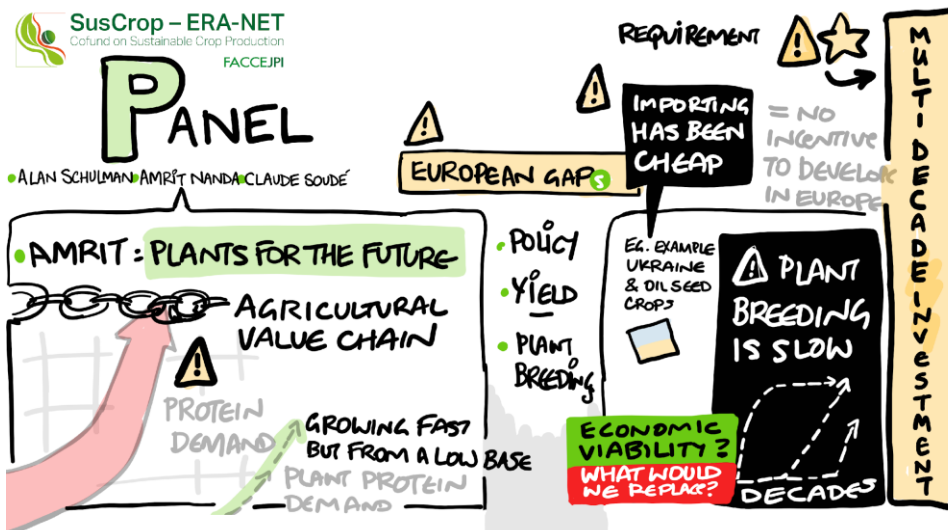 SusCrop – ERA-NET
Cofund on Sustainable Crop Production
FACCEJPI
PANEL
• ALAN SCHULMAN • AMRIT NANDA • CLAUDE SOUDÉ
• AMRIT : PLANTS FOR THE FUTURE
AGRICULTURAL
VALUE CHAIN
PROTEIN
DEMAND
GROWING FAST
BUT FROM A LOW BASE
PLANT PROTEIN
DEMAND
EUROPEAN GAPS
• POLICY
• YIELD
• PLANT
BREEDING
REQUIREMENT
IMPORTING
HAS BEEN
CHEAP
= NO
INCENTIVE
TO DEVELOP
IN EUROPE
EG. EXAMPLE
UKRAINE
& OIL SEED
CROPS
PLANT
BREEDING
IS SLOW
DECADES
ECONOMIC
VIABILITY?
WHAT WOULD
WE REPLACE?
MULTI DECADE INVESTMENT